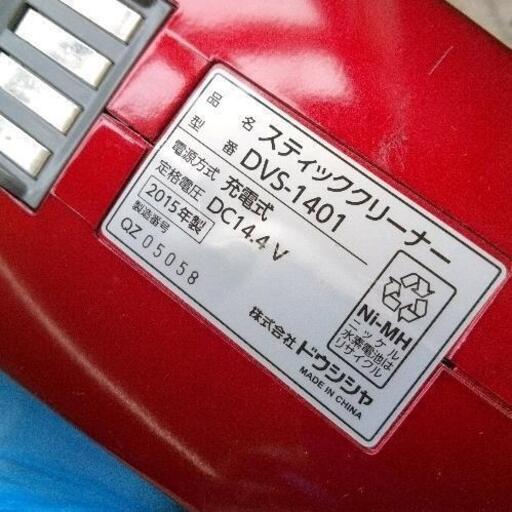 品名 スティッククリーナー
型番 DVS-1401
電源方式 充電式
定格電圧 DC14.4 V
2015年製
製造番号
QZ 05058
Ni-MH
ニッケル
水素電池は
リサイクル
株式会社 ドウシシャ
MADE IN CHINA